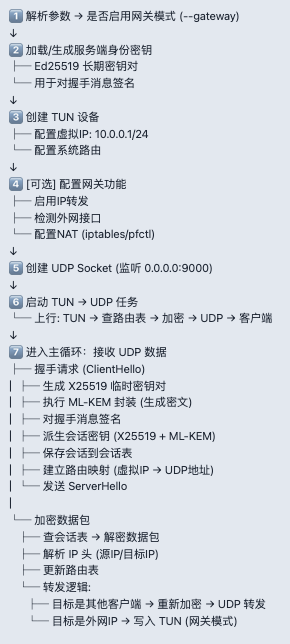 1️⃣ 解析参数 → 是否启用网关模式 (--gateway)
↓
2️⃣ 加载/生成服务端身份密钥
├── Ed25519 长期密钥对
└── 用于对握手消息签名
↓
3️⃣ 创建 TUN 设备
├── 配置虚拟IP: 10.0.0.1/24
└── 配置系统路由
↓
4️⃣ [可选] 配置网关功能
├── 启用IP转发
├── 检测外网接口
└── 配置NAT (iptables/pfctl)
↓
5️⃣ 创建 UDP Socket (监听 0.0.0.0:9000)
↓
6️⃣ 启动 TUN → UDP 任务
└── 上行: TUN → 查路由表 → 加密 → UDP → 客户端
↓
7️⃣ 进入主循环：接收 UDP 数据
├── 握手请求 (ClientHello)
│ ├── 生成 X25519 临时密钥对
│ ├── 执行 ML-KEM 封装 (生成密文)
│ ├── 对握手消息签名
│ ├── 派生会话密钥 (X25519 + ML-KEM)
│ ├── 保存会话到会话表
│ ├── 建立路由映射 (虚拟IP → UDP地址)
│ └── 发送 ServerHello
│
└── 加密数据包
├── 查会话表 → 解密数据包
├── 解析 IP 头 (源IP/目标IP)
├── 更新路由表
└── 转发逻辑:
├── 目标是其他客户端 → 重新加密 → UDP 转发
└── 目标是外网IP → 写入 TUN (网关模式)